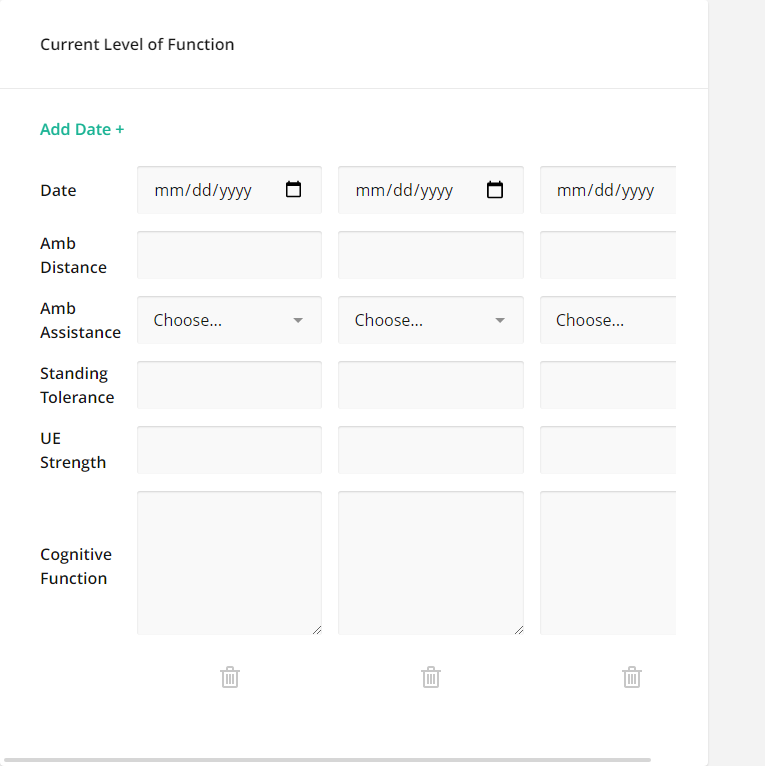 Current Level of Function
Add Date +
Date mm/dd/yyyy mm/dd/yyyy mm/dd/yyyy
Amb
Distance
Amb
Assistance Choose... Choose... Choose...
Standing
Tolerance
UE
Strength
Cognitive
Function